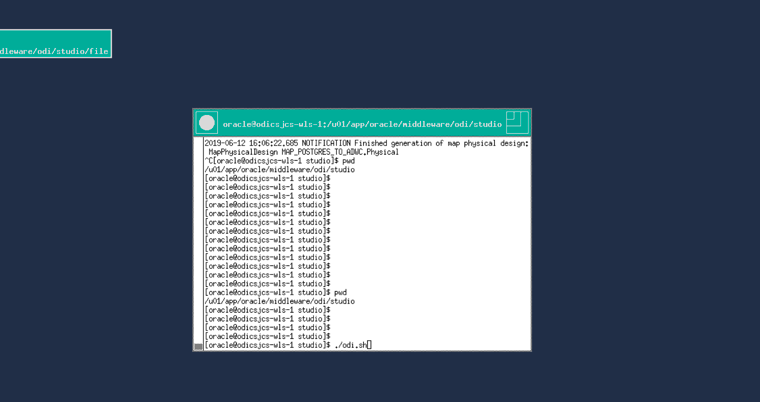 dleware/odi/studio/file
oracle@odicsjcs-wls-1:/u01/app/oracle/middleware/odi/studio
2019-06-12 16:06:22.685 NOTIFICATION Finished generation of map physical design:
MapPhysicalDesign MAP_POSTGRES_TO_ADWC.Physical
^C[oracle@odicsjcs-wls-1 studio]$ pwd
/u01/app/oracle/middleware/odi/studio
[oracle@odicsjcs-wls-1 studio]$
[oracle@odicsjcs-wls-1 studio]$
[oracle@odicsjcs-wls-1 studio]$
[oracle@odicsjcs-wls-1 studio]$
[oracle@odicsjcs-wls-1 studio]$
[oracle@odicsjcs-wls-1 studio]$
[oracle@odicsjcs-wls-1 studio]$
[oracle@odicsjcs-wls-1 studio]$
[oracle@odicsjcs-wls-1 studio]$
[oracle@odicsjcs-wls-1 studio]$
[oracle@odicsjcs-wls-1 studio]$
[oracle@odicsjcs-wls-1 studio]$
[oracle@odicsjcs-wls-1 studio]$
[oracle@odicsjcs-wls-1 studio]$ pwd
/u01/app/oracle/middleware/odi/studio
[oracle@odicsjcs-wls-1 studio]$
[oracle@odicsjcs-wls-1 studio]$
[oracle@odicsjcs-wls-1 studio]$
[oracle@odicsjcs-wls-1 studio]$
[oracle@odicsjcs-wls-1 studio]$ ./odi.sh